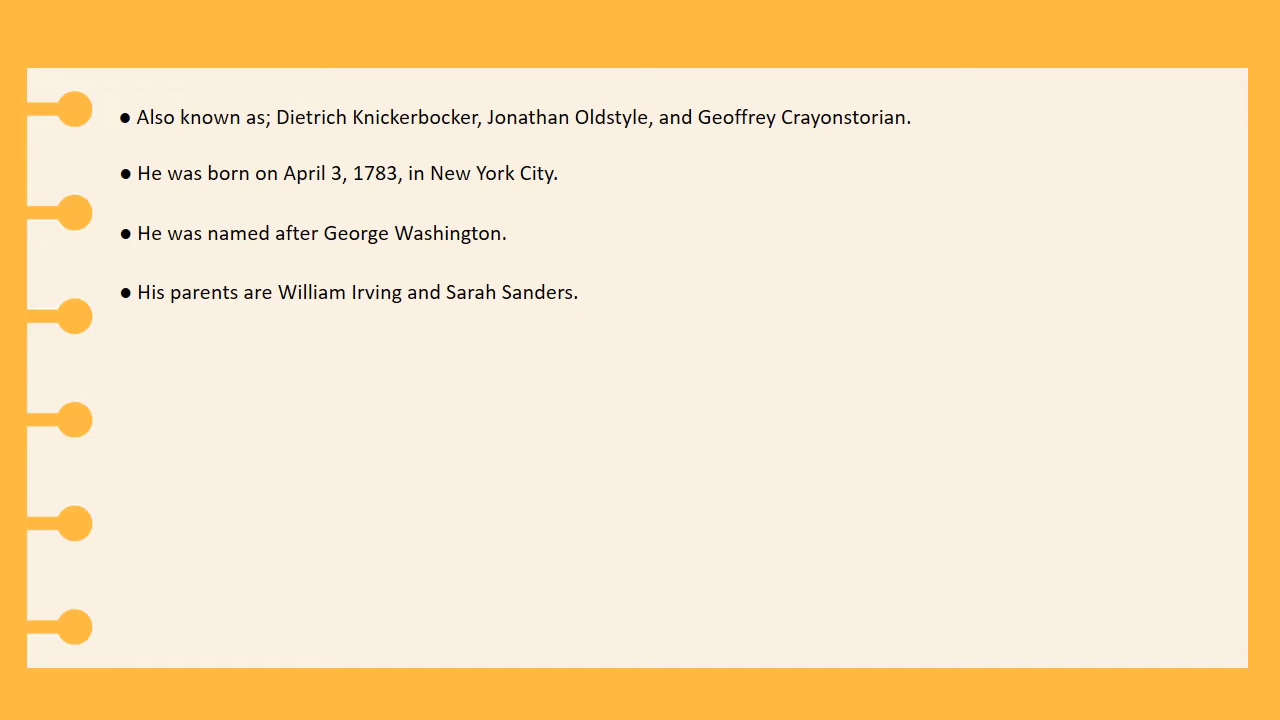 ● Also known as; Dietrich Knickerbocker, Jonathan Oldstyle, and Geoffrey Crayonstorian.
● He was born on April 3, 1783, in New York City.
● He was named after George Washington.
● His parents are William Irving and Sarah Sanders.